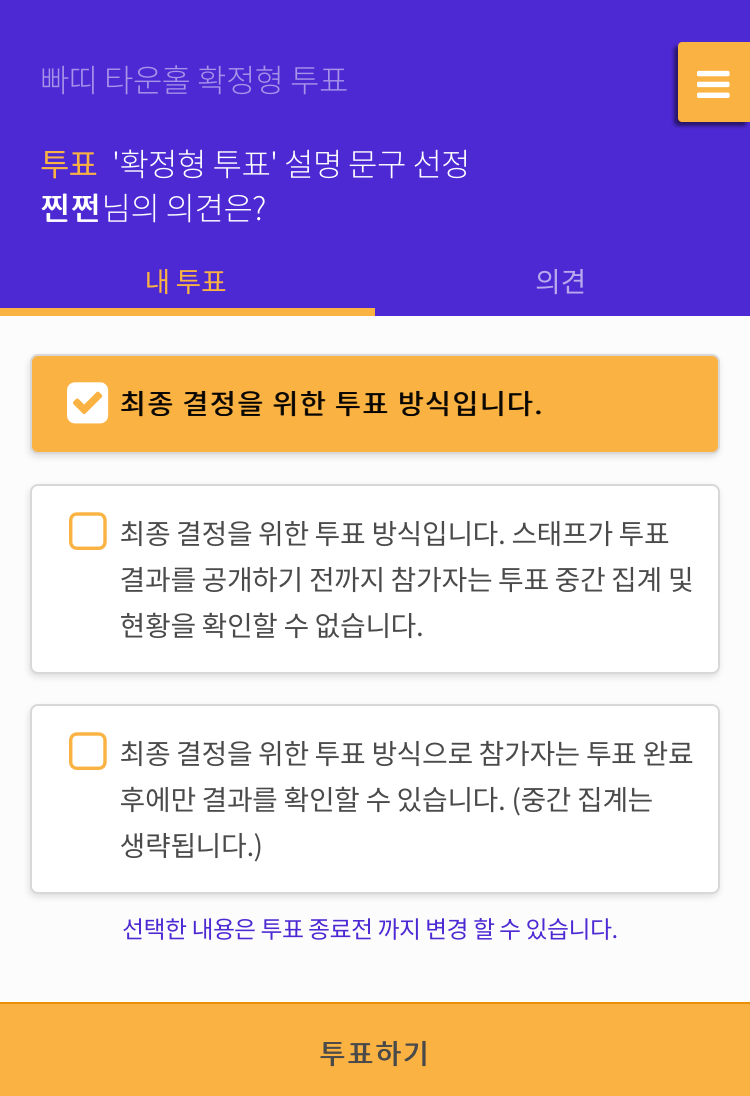 빠띠 타운홀 확정형 투표
투표 '확정형 투표' 설명 문구 선정
찐쩐님의 의견은?
내 투표
의견
최종 결정을 위한 투표 방식입니다.
최종 결정을 위한 투표 방식입니다. 스태프가 투표
결과를 공개하기 전까지 참가자는 투표 중간 집계 및
현황을 확인할 수 없습니다.
최종 결정을 위한 투표 방식으로 참가자는 투표 완료
후에만 결과를 확인할 수 있습니다. (중간 집계는
생략됩니다.)
선택한 내용은 투표 종료전 까지 변경 할 수 있습니다.
투표하기